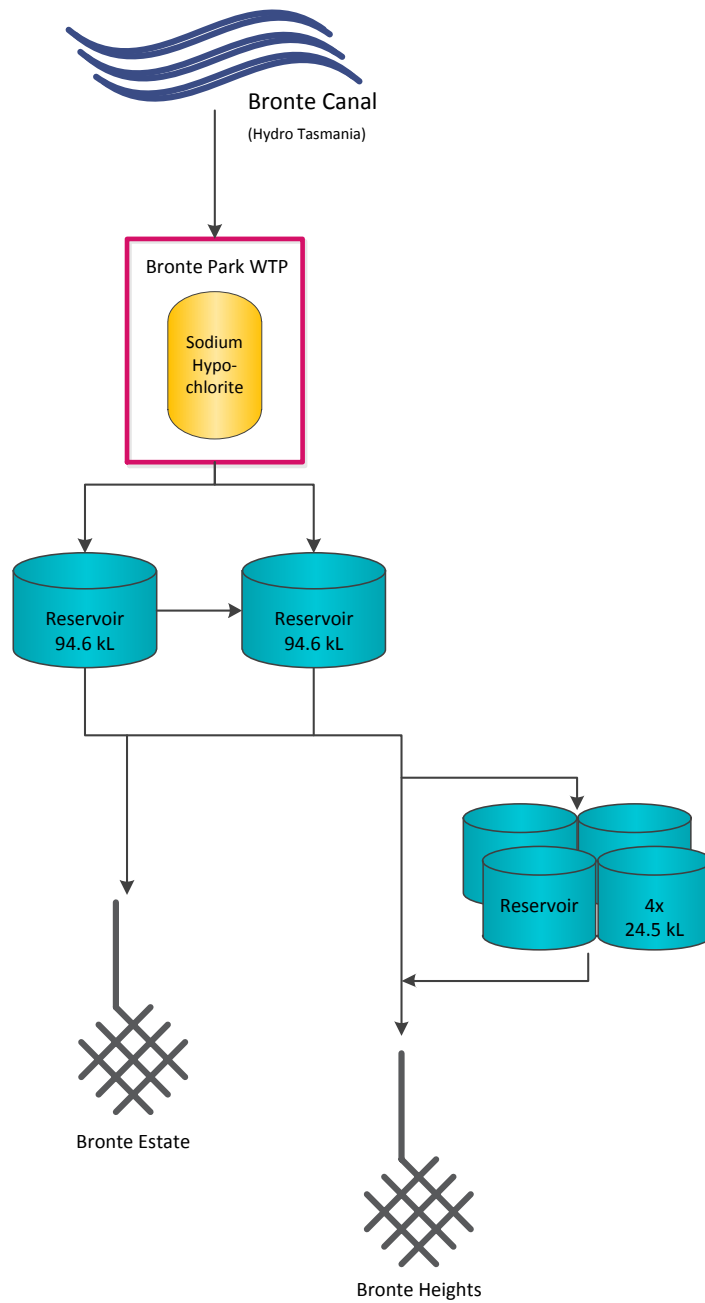 Bronte Canal
(Hydro Tasmania)
Bronte Park WTP
Sodium
Hypo-
chlorite
Reservoir
94.6 kL
Reservoir
94.6 kL
Reservoir
4x
24.5 kL
Bronte Estate
Bronte Heights